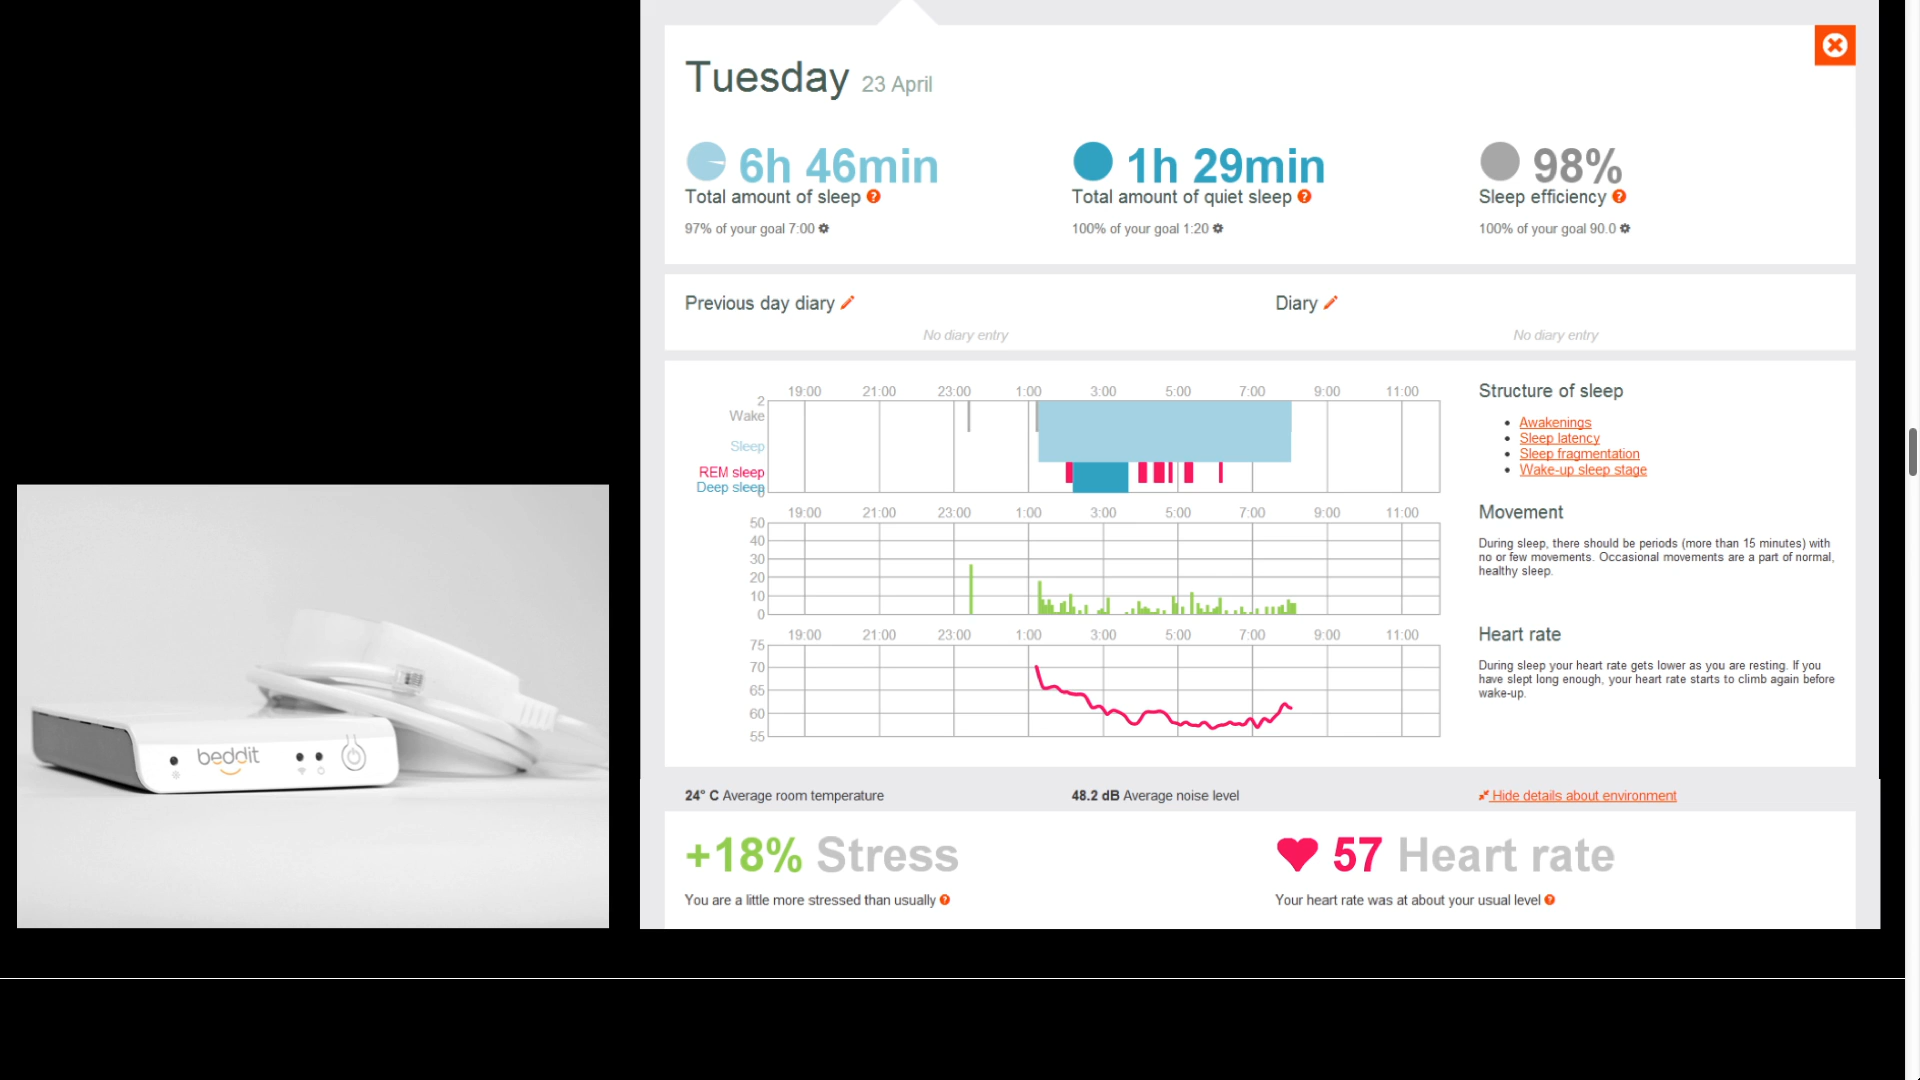 Tuesday 23 April
6h 46min
Total amount of sleep ?
97% of your goal 7:00
1h 29min
Total amount of quiet sleep ?
100% of your goal 1:20
98%
Sleep efficiency ?
100% of your goal 90.0
Previous day diary
No diary entry
Diary
No diary entry
19:00 21:00 23:00 1:00 3:00 5:00 7:00 9:00 11:00
2
Wake
Sleep
REM sleep
Deep sleep
19:00 21:00 23:00 1:00 3:00 5:00 7:00 9:00 11:00
50
40
30
20
10
0
19:00 21:00 23:00 1:00 3:00 5:00 7:00 9:00 11:00
75
70
65
60
55
Structure of sleep
Awakenings
Sleep latency
Sleep fragmentation
Wake-up sleep stage
Movement
During sleep, there should be periods (more than 15 minutes) with
no or few movements. Occasional movements are a part of normal,
healthy sleep.
Heart rate
During sleep your heart rate gets lower as you are resting. If you
have slept long enough, your heart rate starts to climb again before
wake-up.
24° C Average room temperature
48.2 dB Average noise level
Hide details about environment
+18% Stress
You are a little more stressed than usually ?
57 Heart rate
Your heart rate was at about your usual level ?
beddit